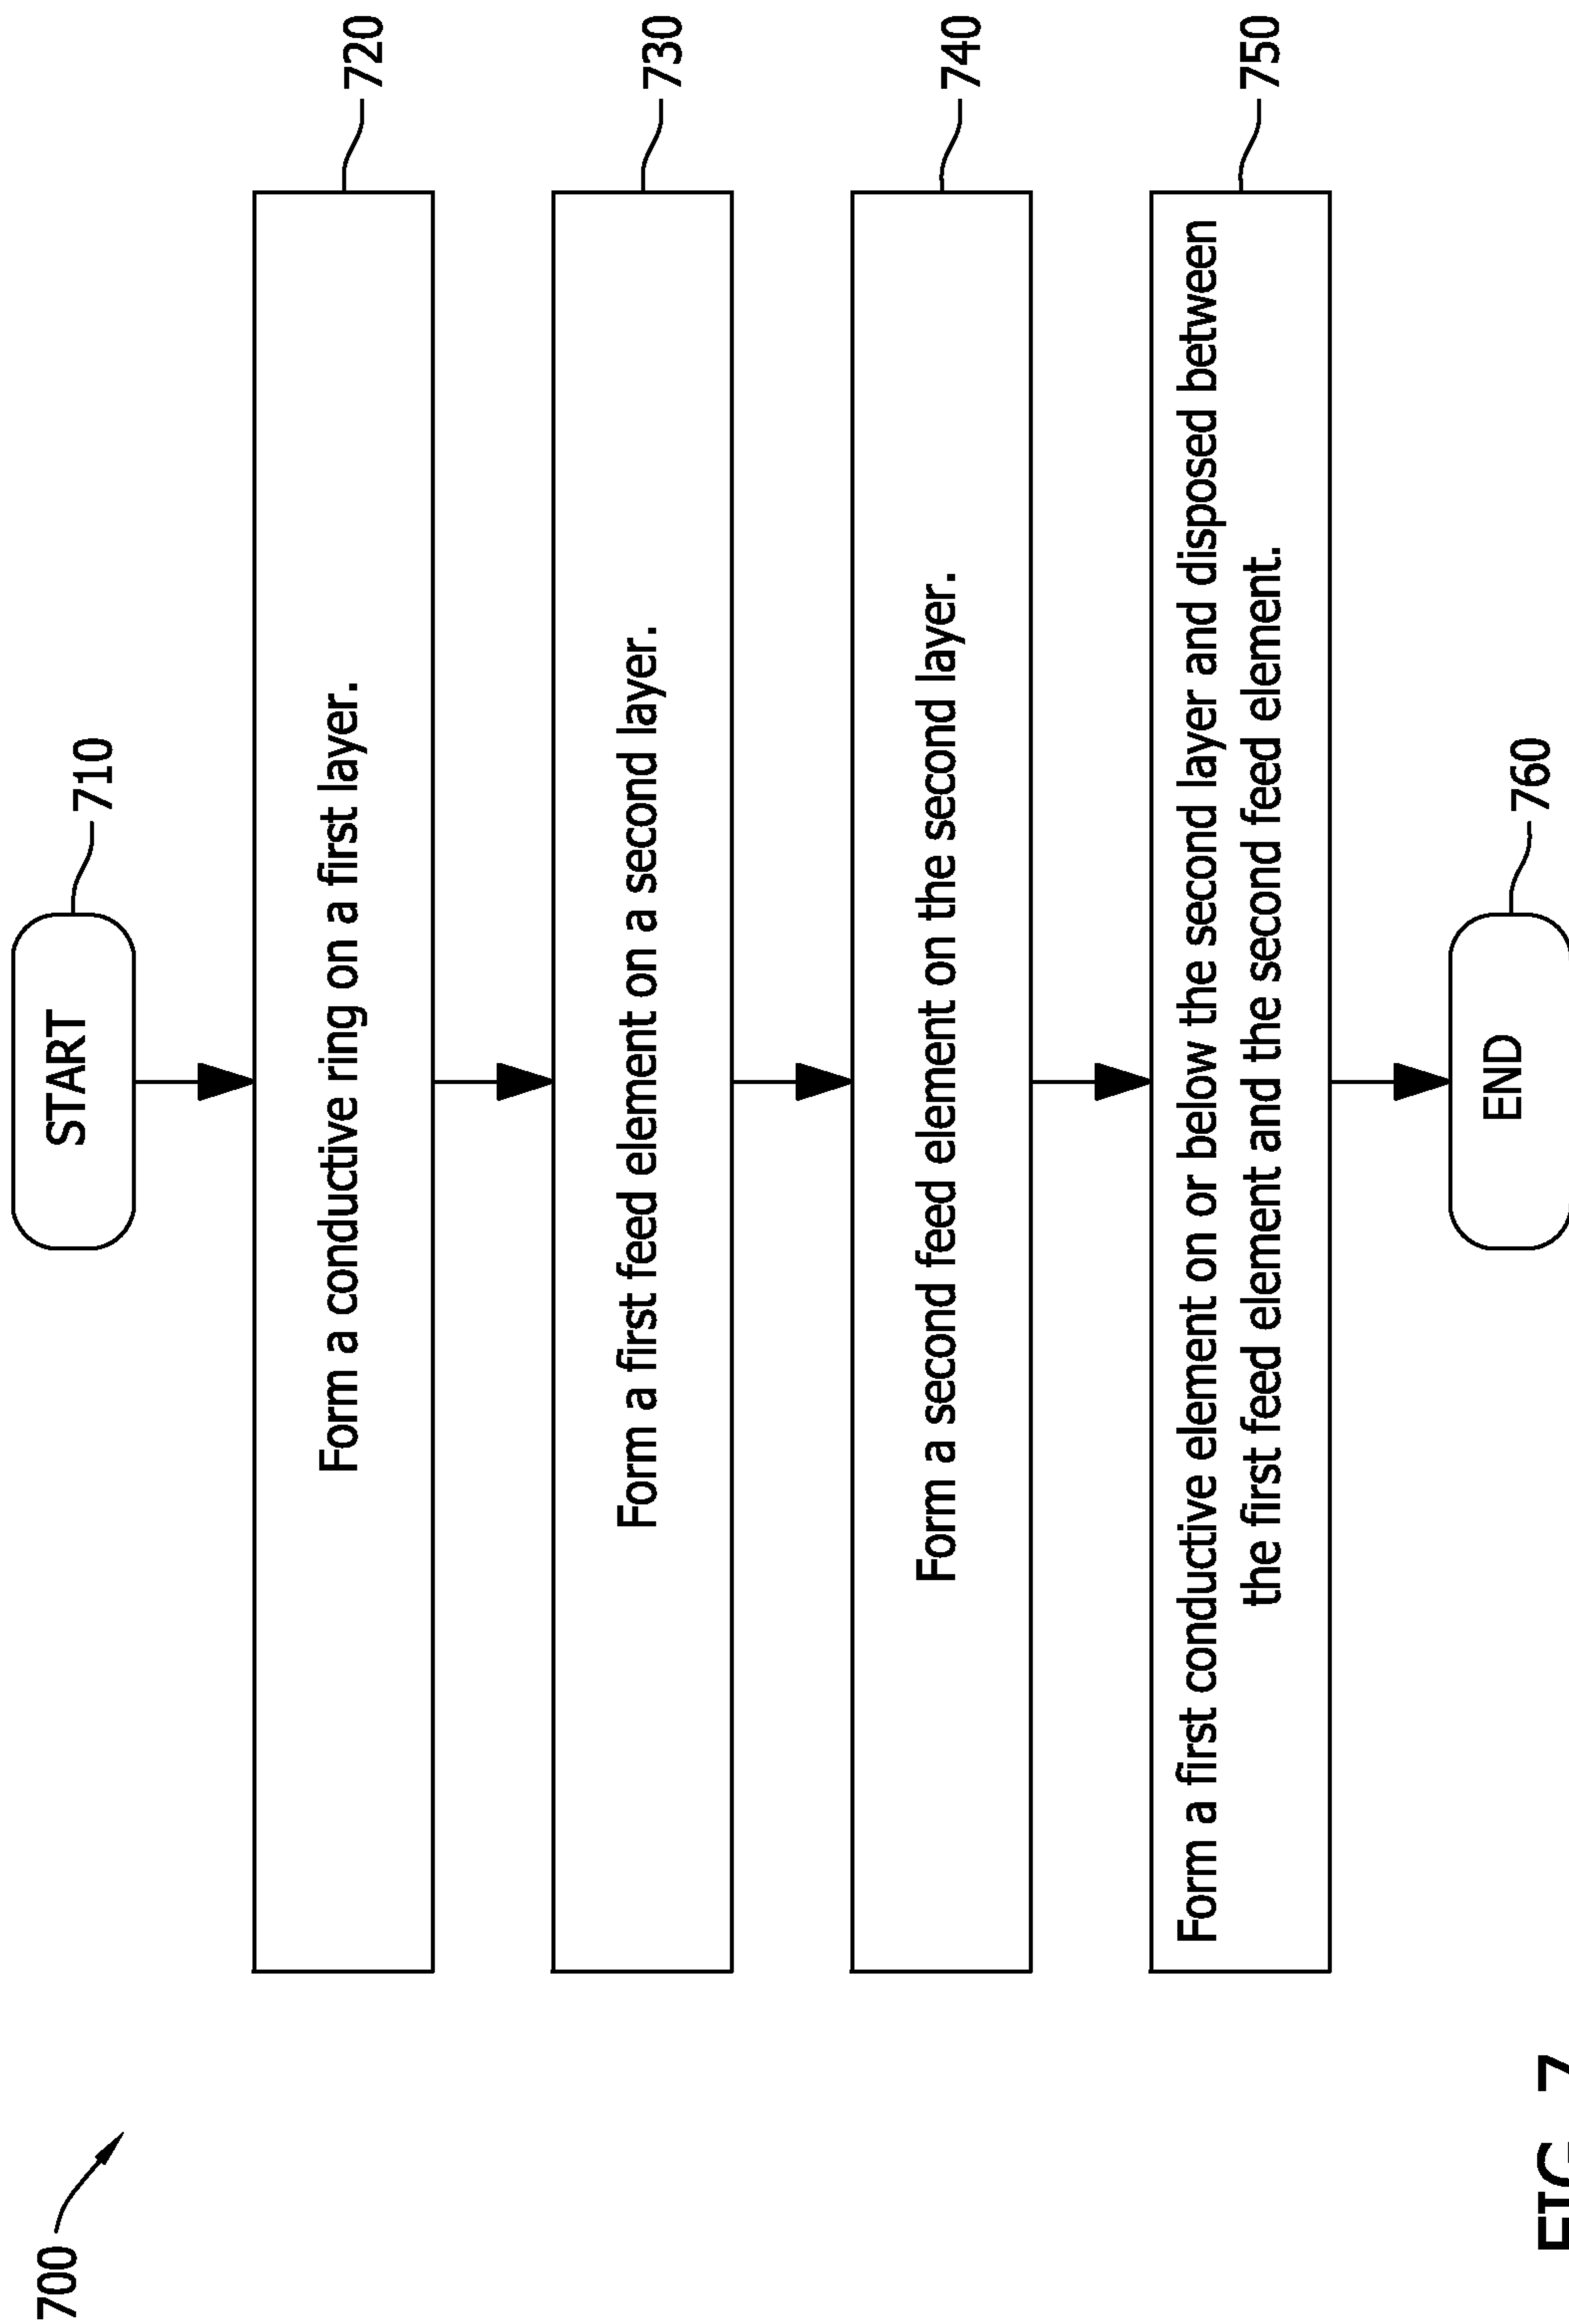 700
START
710
Form a conductive ring on a first layer.
720
Form a first feed element on a second layer.
730
Form a second feed element on the second layer.
740
Form a first conductive element on or below the second layer and disposed between
the first feed element and the second feed element.
750
END
760
FIG. 7